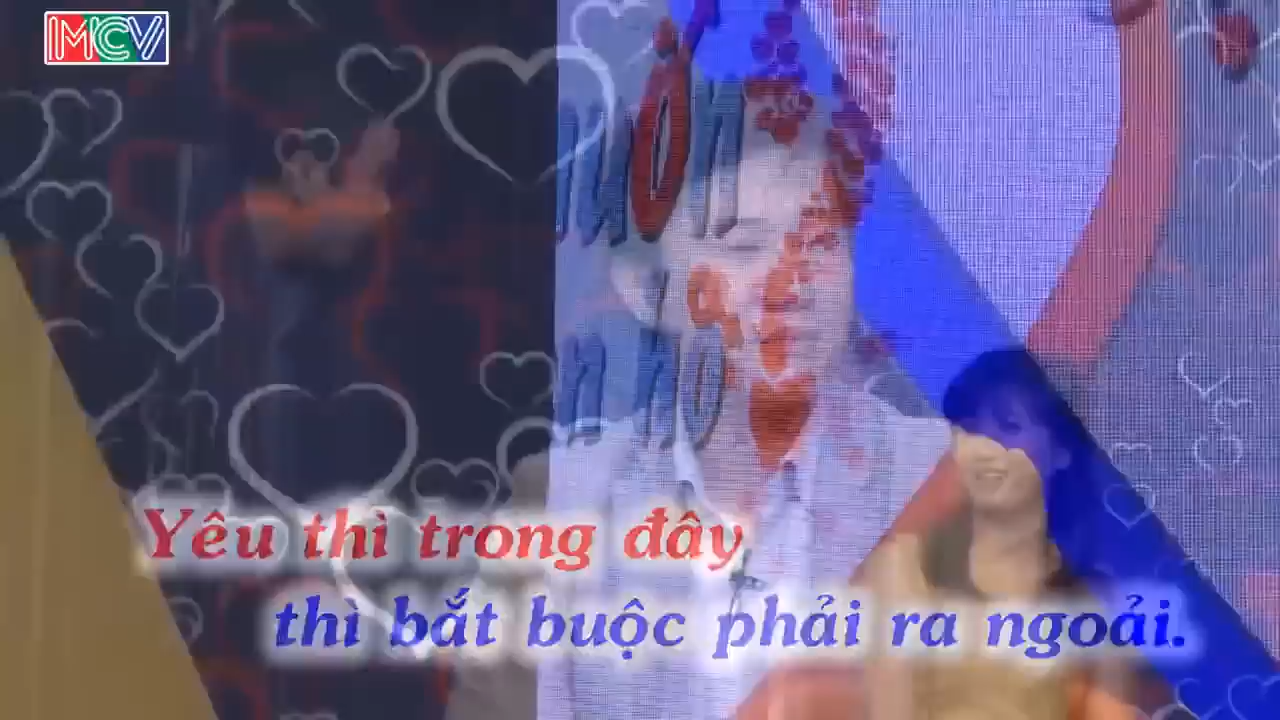 MCV
Yêu thì trong đây
thì bắt buộc phải ra ngoải.